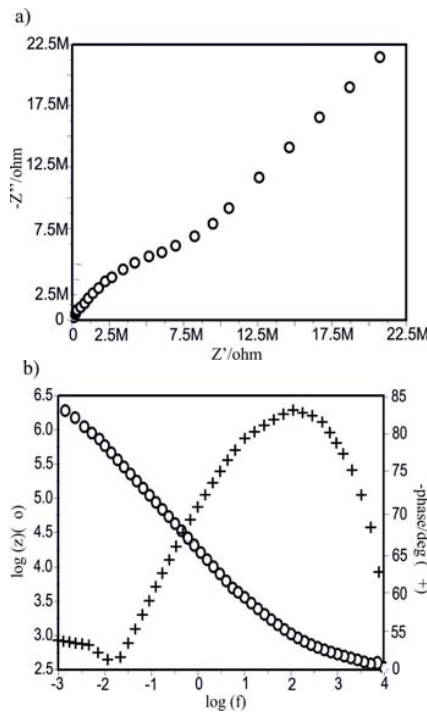 a)
22.5M
17.5M
12.5M
7.5M
2.5M
0
-Z''/ohm
0 2.5M 7.5M 12.5M 17.5M 22.5M
Z'/ohm
b)
6.5
6.0
5.5
5.0
4.5
4.0
3.5
3.0
2.5
log (z)( o)
85
80
75
70
65
60
55
0
-phase/deg ( +)
-3 -2 -1 0 1 2 3 4
log (f)